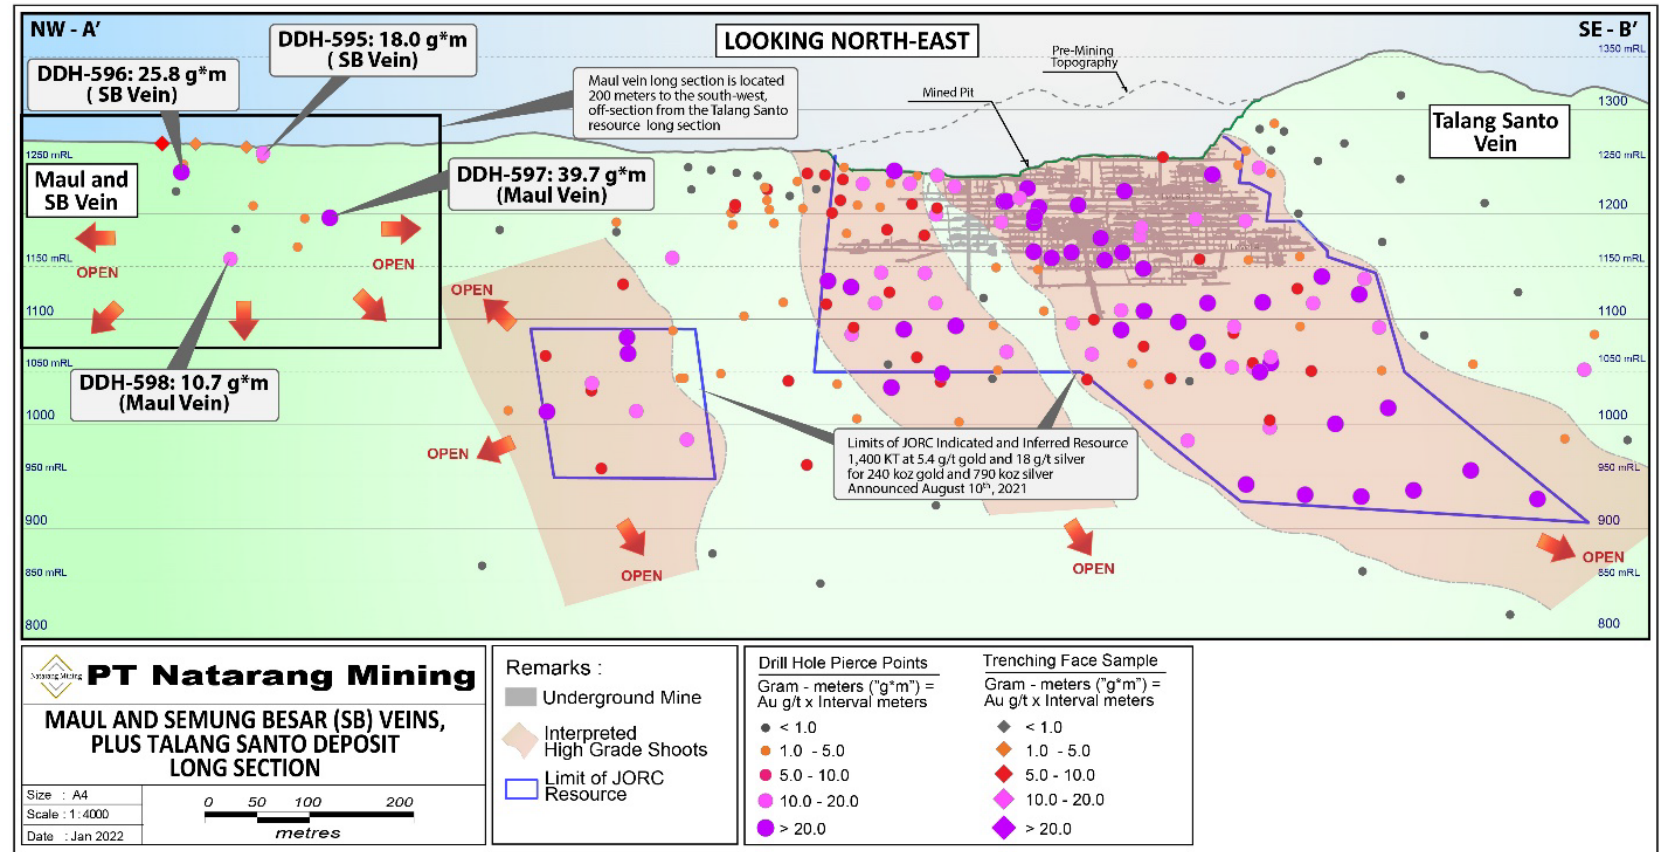 NW - A'
SE - B'
LOOKING NORTH-EAST
DDH-595: 18.0 g*m
( SB Vein)
DDH-596: 25.8 g*m
( SB Vein)
Maul vein long section is located
200 meters to the south-west,
off-section from the Talang Santo
resource long section
Pre-Mining
Topography
Mined Pit
Talang Santo
Vein
Maul and
SB Vein
DDH-597: 39.7 g*m
(Maul Vein)
DDH-598: 10.7 g*m
(Maul Vein)
OPEN
OPEN
OPEN
OPEN
OPEN
OPEN
OPEN
Limits of JORC Indicated and Inferred Resource
1,400 KT at 5.4 g/t gold and 18 g/t silver
for 240 koz gold and 790 koz silver
Announced August 10th, 2021
1250 mRL
1200
1150 mRL
1100
1050 mRL
1000
950 mRL
900
850 mRL
800
1350 mRL
1300
1250 mRL
1200
1150 mRL
1100
1050 mRL
1000
950 mRL
900
850 mRL
800
Natarang Mining
PT Natarang Mining
MAUL AND SEMUNG BESAR (SB) VEINS,
PLUS TALANG SANTO DEPOSIT
LONG SECTION
Size : A4
Scale : 1:4000
Date : Jan 2022
0 50 100 200
metres
Remarks :
Underground Mine
Interpreted
High Grade Shoots
Limit of JORC
Resource
Drill Hole Pierce Points
Gram - meters ("g*m") =
Au g/t x Interval meters
< 1.0
1.0 - 5.0
5.0 - 10.0
10.0 - 20.0
> 20.0
Trenching Face Sample
Gram - meters ("g*m") =
Au g/t x Interval meters
< 1.0
1.0 - 5.0
5.0 - 10.0
10.0 - 20.0
> 20.0